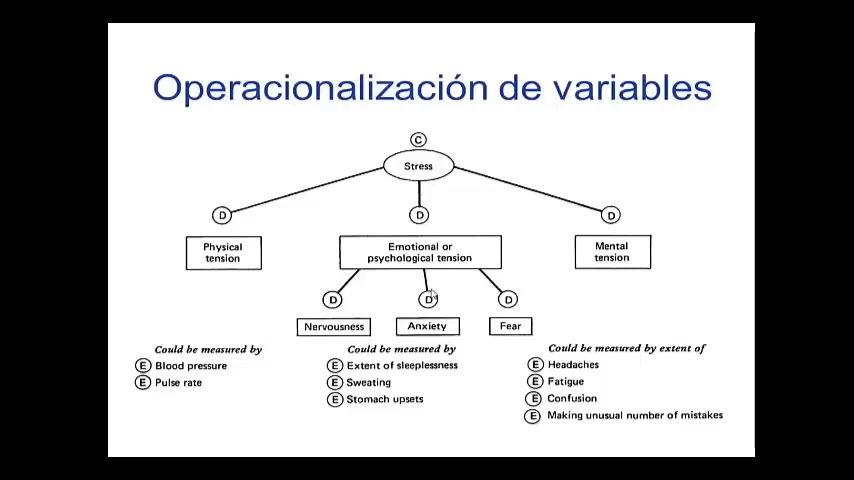 Operacionalización de variables
C
Stress
D
D
D
Physical
tension
Emotional or
psychological tension
Mental
tension
D
D
D
Nervousness
Anxiety
Fear
Could be measured by
E Blood pressure
E Pulse rate
Could be measured by
E Extent of sleeplessness
E Sweating
E Stomach upsets
Could be measured by extent of
E Headaches
E Fatigue
E Confusion
E Making unusual number of mistakes